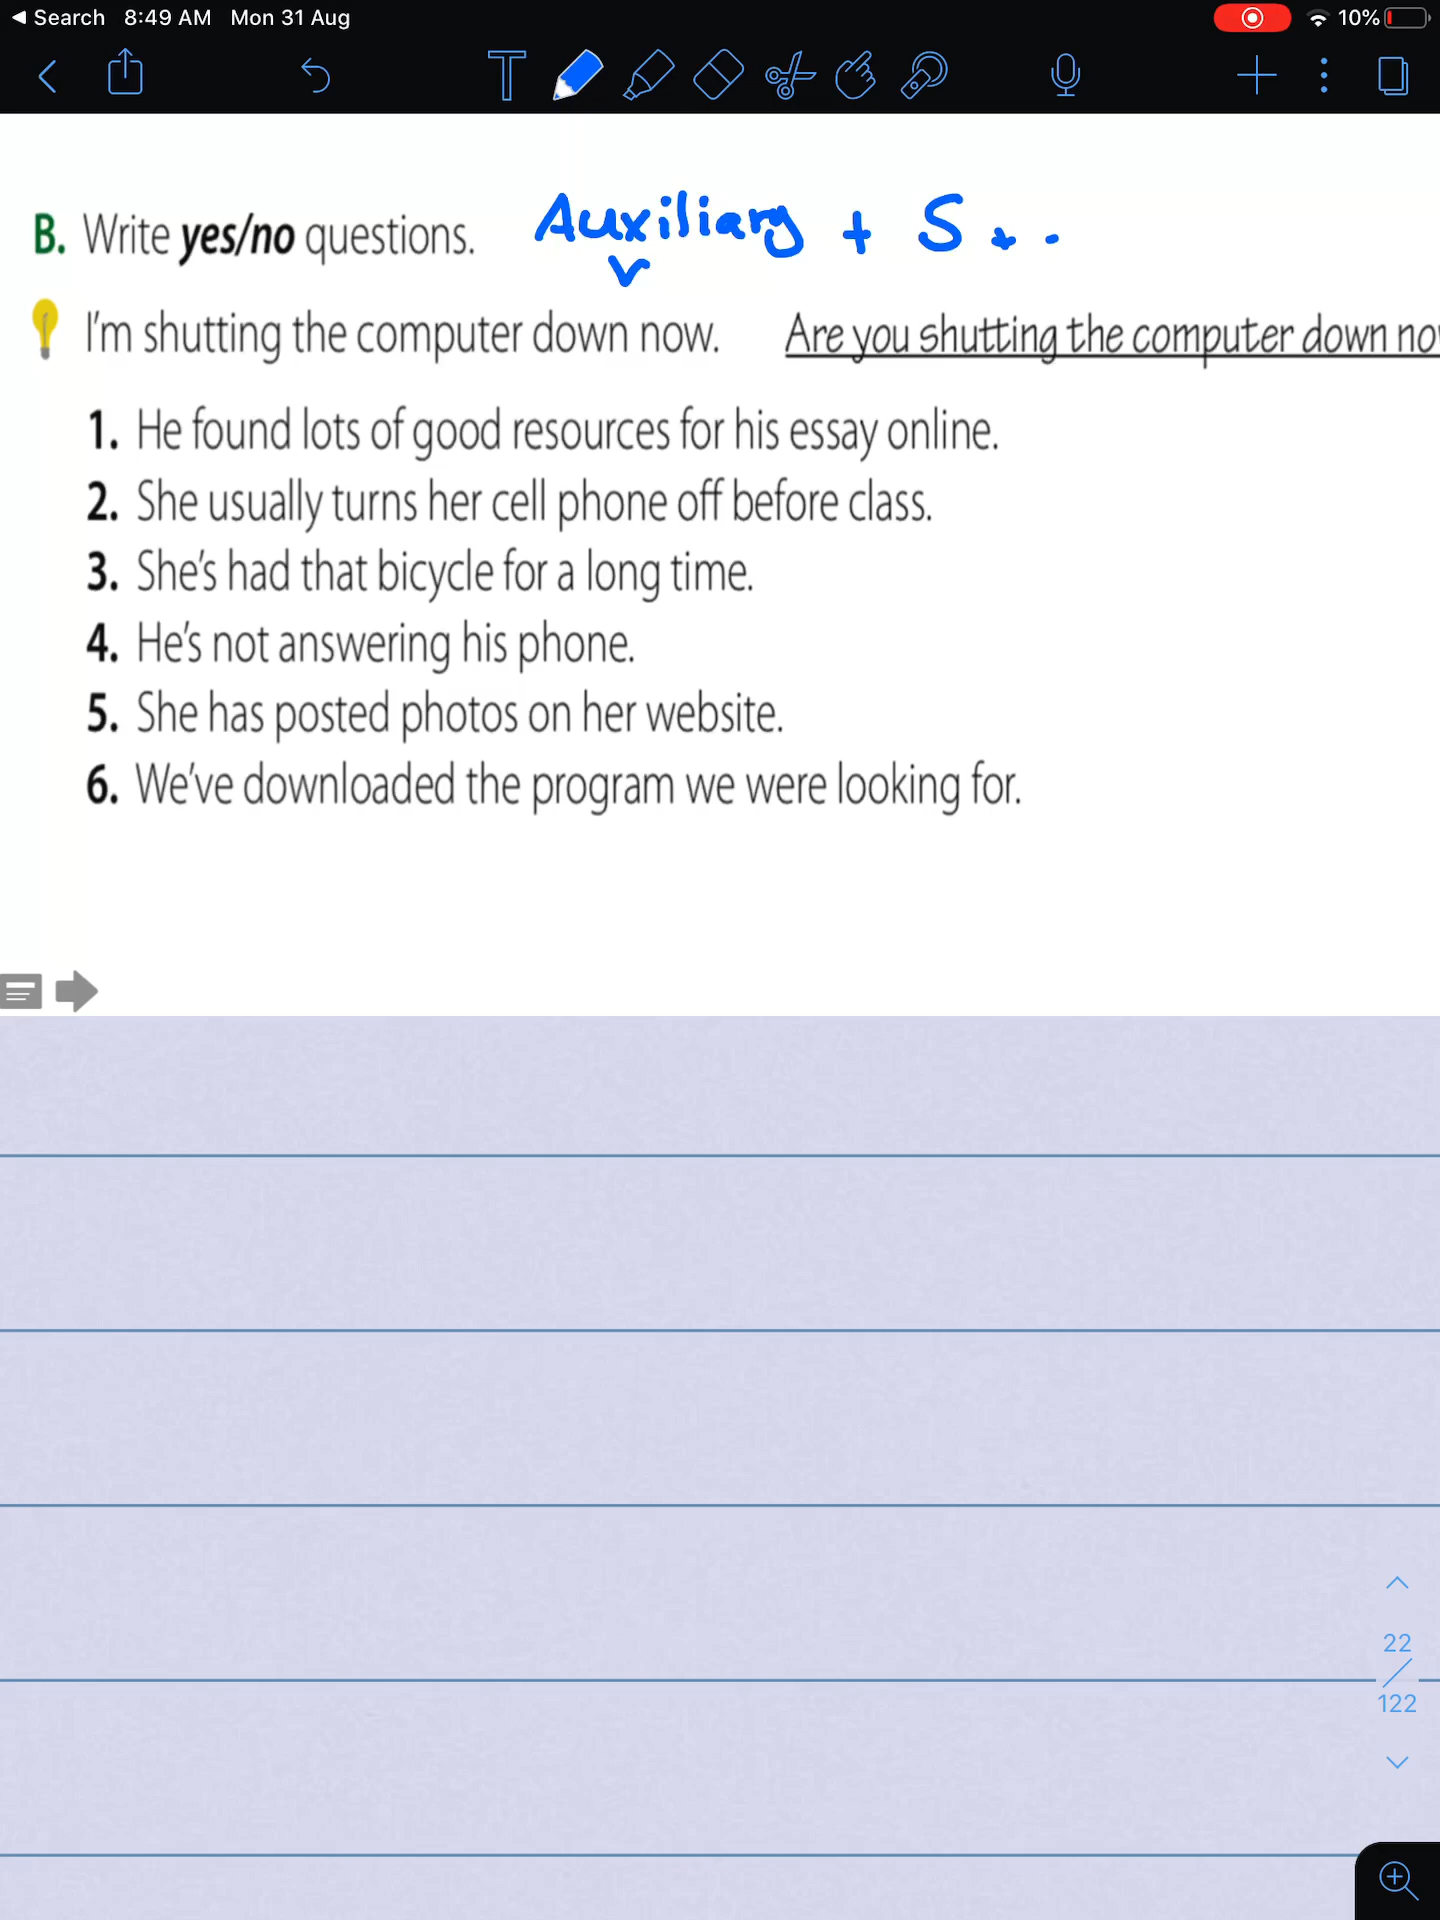 Search 8:49 AM Mon 31 Aug 10%
B. Write yes/no questions. Auxiliary + S + .
v
I'm shutting the computer down now. Are you shutting the computer down no
1. He found lots of good resources for his essay online.
2. She usually turns her cell phone off before class.
3. She's had that bicycle for a long time.
4. He's not answering his phone.
5. She has posted photos on her website.
6. We've downloaded the program we were looking for.
22
122